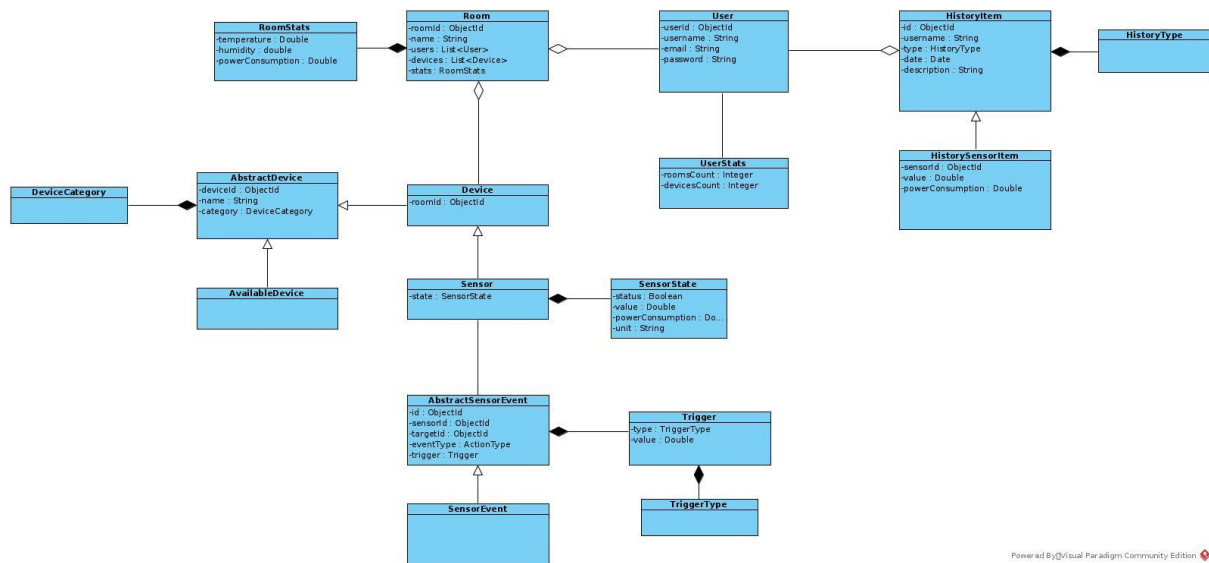 RoomStats
-temperature : Double
-humidity : double
-powerConsumption : Double
Room
-roomId : ObjectId
-name : String
-users : List<User>
-devices : List<Device>
-stats : RoomStats
User
-userId : ObjectId
-username : String
-email : String
-password : String
HistoryItem
-id : ObjectId
-username : String
-type : HistoryType
-date : Date
-description : String
HistoryType
UserStats
-roomsCount : Integer
-devicesCount : Integer
HistorySensorItem
-sensorId : ObjectId
-value : Double
-powerConsumption : Double
DeviceCategory
AbstractDevice
-deviceId : ObjectId
-name : String
-category : DeviceCategory
Device
-roomId : ObjectId
AvailableDevice
Sensor
-state : SensorState
SensorState
-status : Boolean
-value : Double
-powerConsumption : Do...
-unit : String
AbstractSensorEvent
-id : ObjectId
-sensorId : ObjectId
-targetId : ObjectId
-eventType : ActionType
-trigger : Trigger
Trigger
-type : TriggerType
-value : Double
SensorEvent
TriggerType
Powered By Visual Paradigm Community Edition